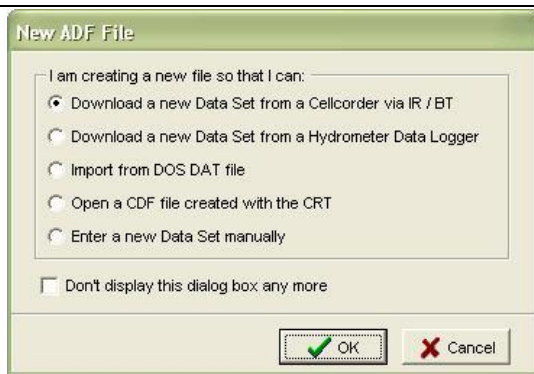 New ADF File
I am creating a new file so that I can:
Download a new Data Set from a Cellcorder via IR / BT
Download a new Data Set from a Hydrometer Data Logger
Import from DOS DAT file
Open a CDF file created with the CRT
Enter a new Data Set manually
Don't display this dialog box any more
OK
Cancel